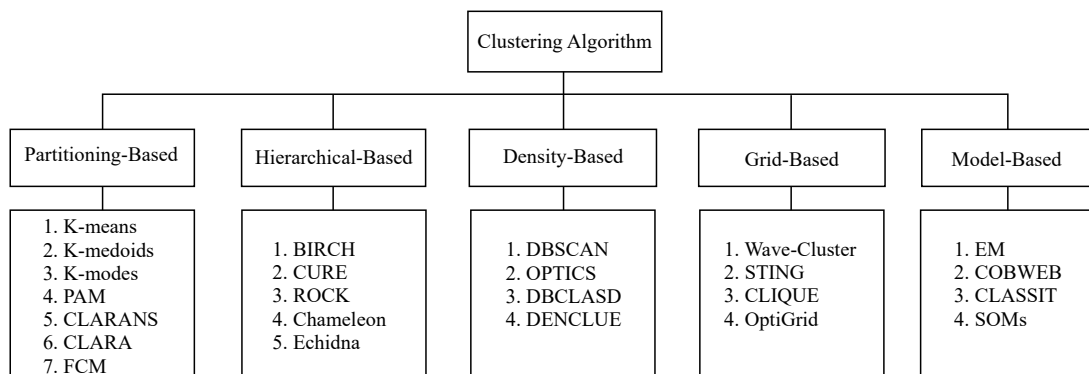 Clustering Algorithm
Partitioning-Based
Hierarchical-Based
Density-Based
Grid-Based
Model-Based
1. K-means
2. K-medoids
3. K-modes
4. PAM
5. CLARANS
6. CLARA
7. FCM
1. BIRCH
2. CURE
3. ROCK
4. Chameleon
5. Echidna
1. DBSCAN
2. OPTICS
3. DBCLASD
4. DENCLUE
1. Wave-Cluster
2. STING
3. CLIQUE
4. OptiGrid
1. EM
2. COBWEB
3. CLASSIT
4. SOMs